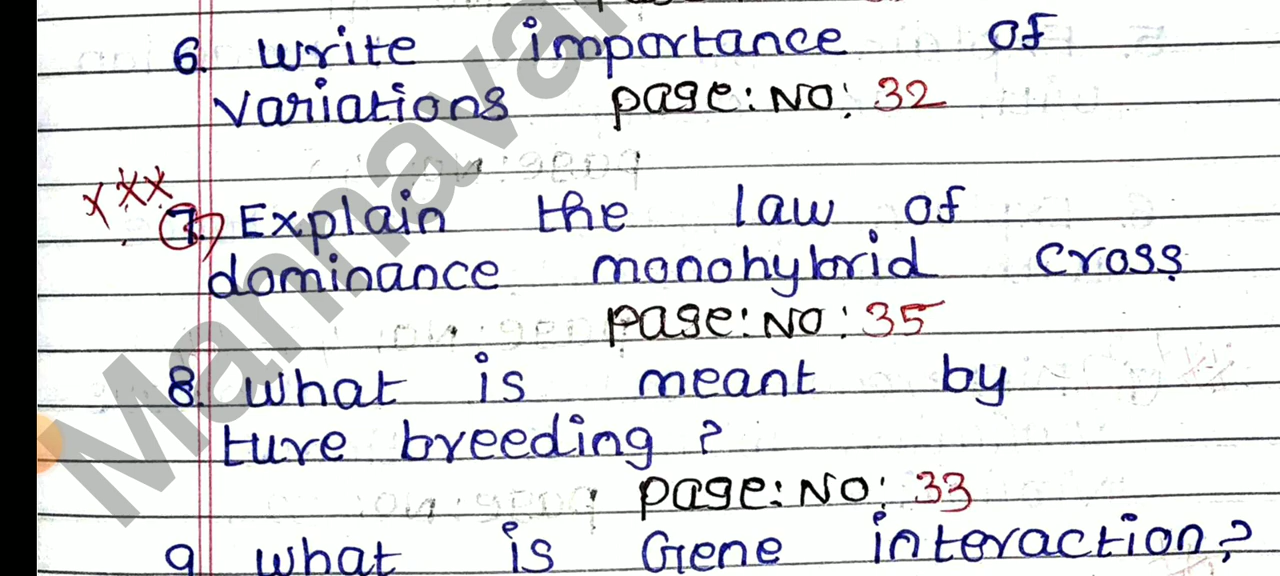 6. Write importance of
variations page: No: 32
7. Explain the law of
dominance monohybrid cross
page: No: 35
8. What is meant by
ture breeding ?
page: No: 33
9 What is Gene interaction?